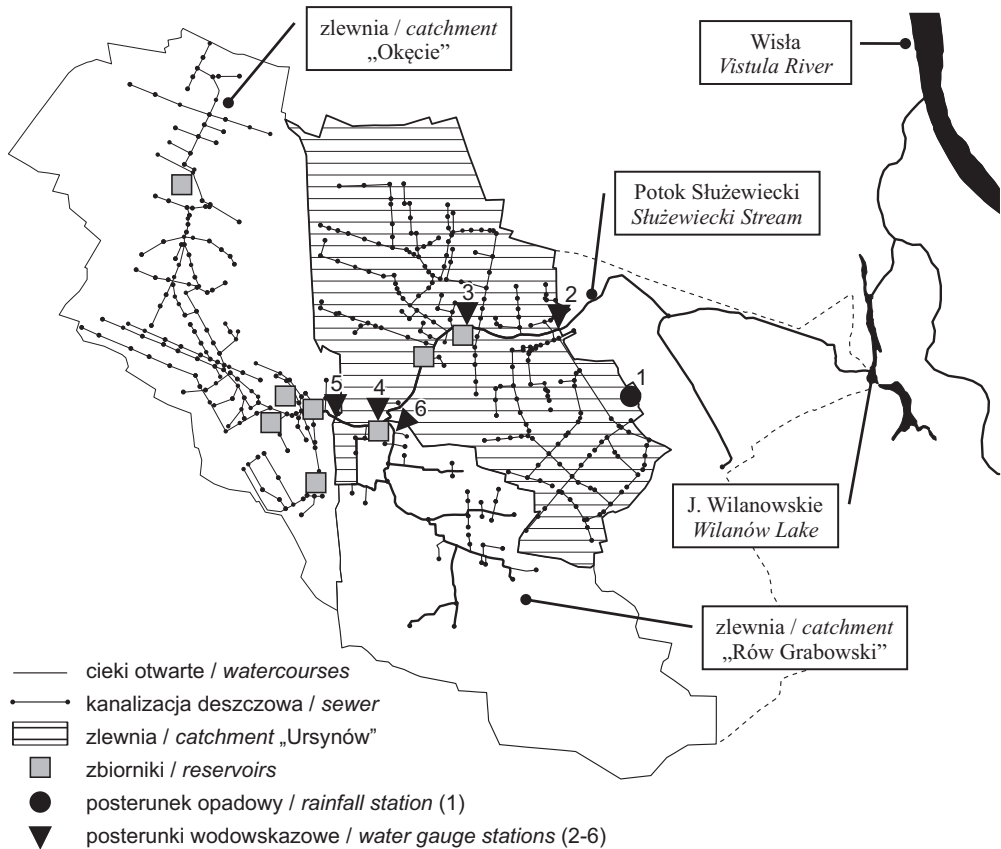 zlewnia / catchment
„Okęcie”
Wisła
Vistula River
Potok Służewiecki
Służewiecki Stream
3
2
1
5
4
6
J. Wilanowskie
Wilanów Lake
zlewnia / catchment
„Rów Grabowski”
cieki otwarte / watercourses
kanalizacja deszczowa / sewer
zlewnia / catchment „Ursynów”
zbiorniki / reservoirs
posterunek opadowy / rainfall station (1)
posterunki wodowskazowe / water gauge stations (2-6)